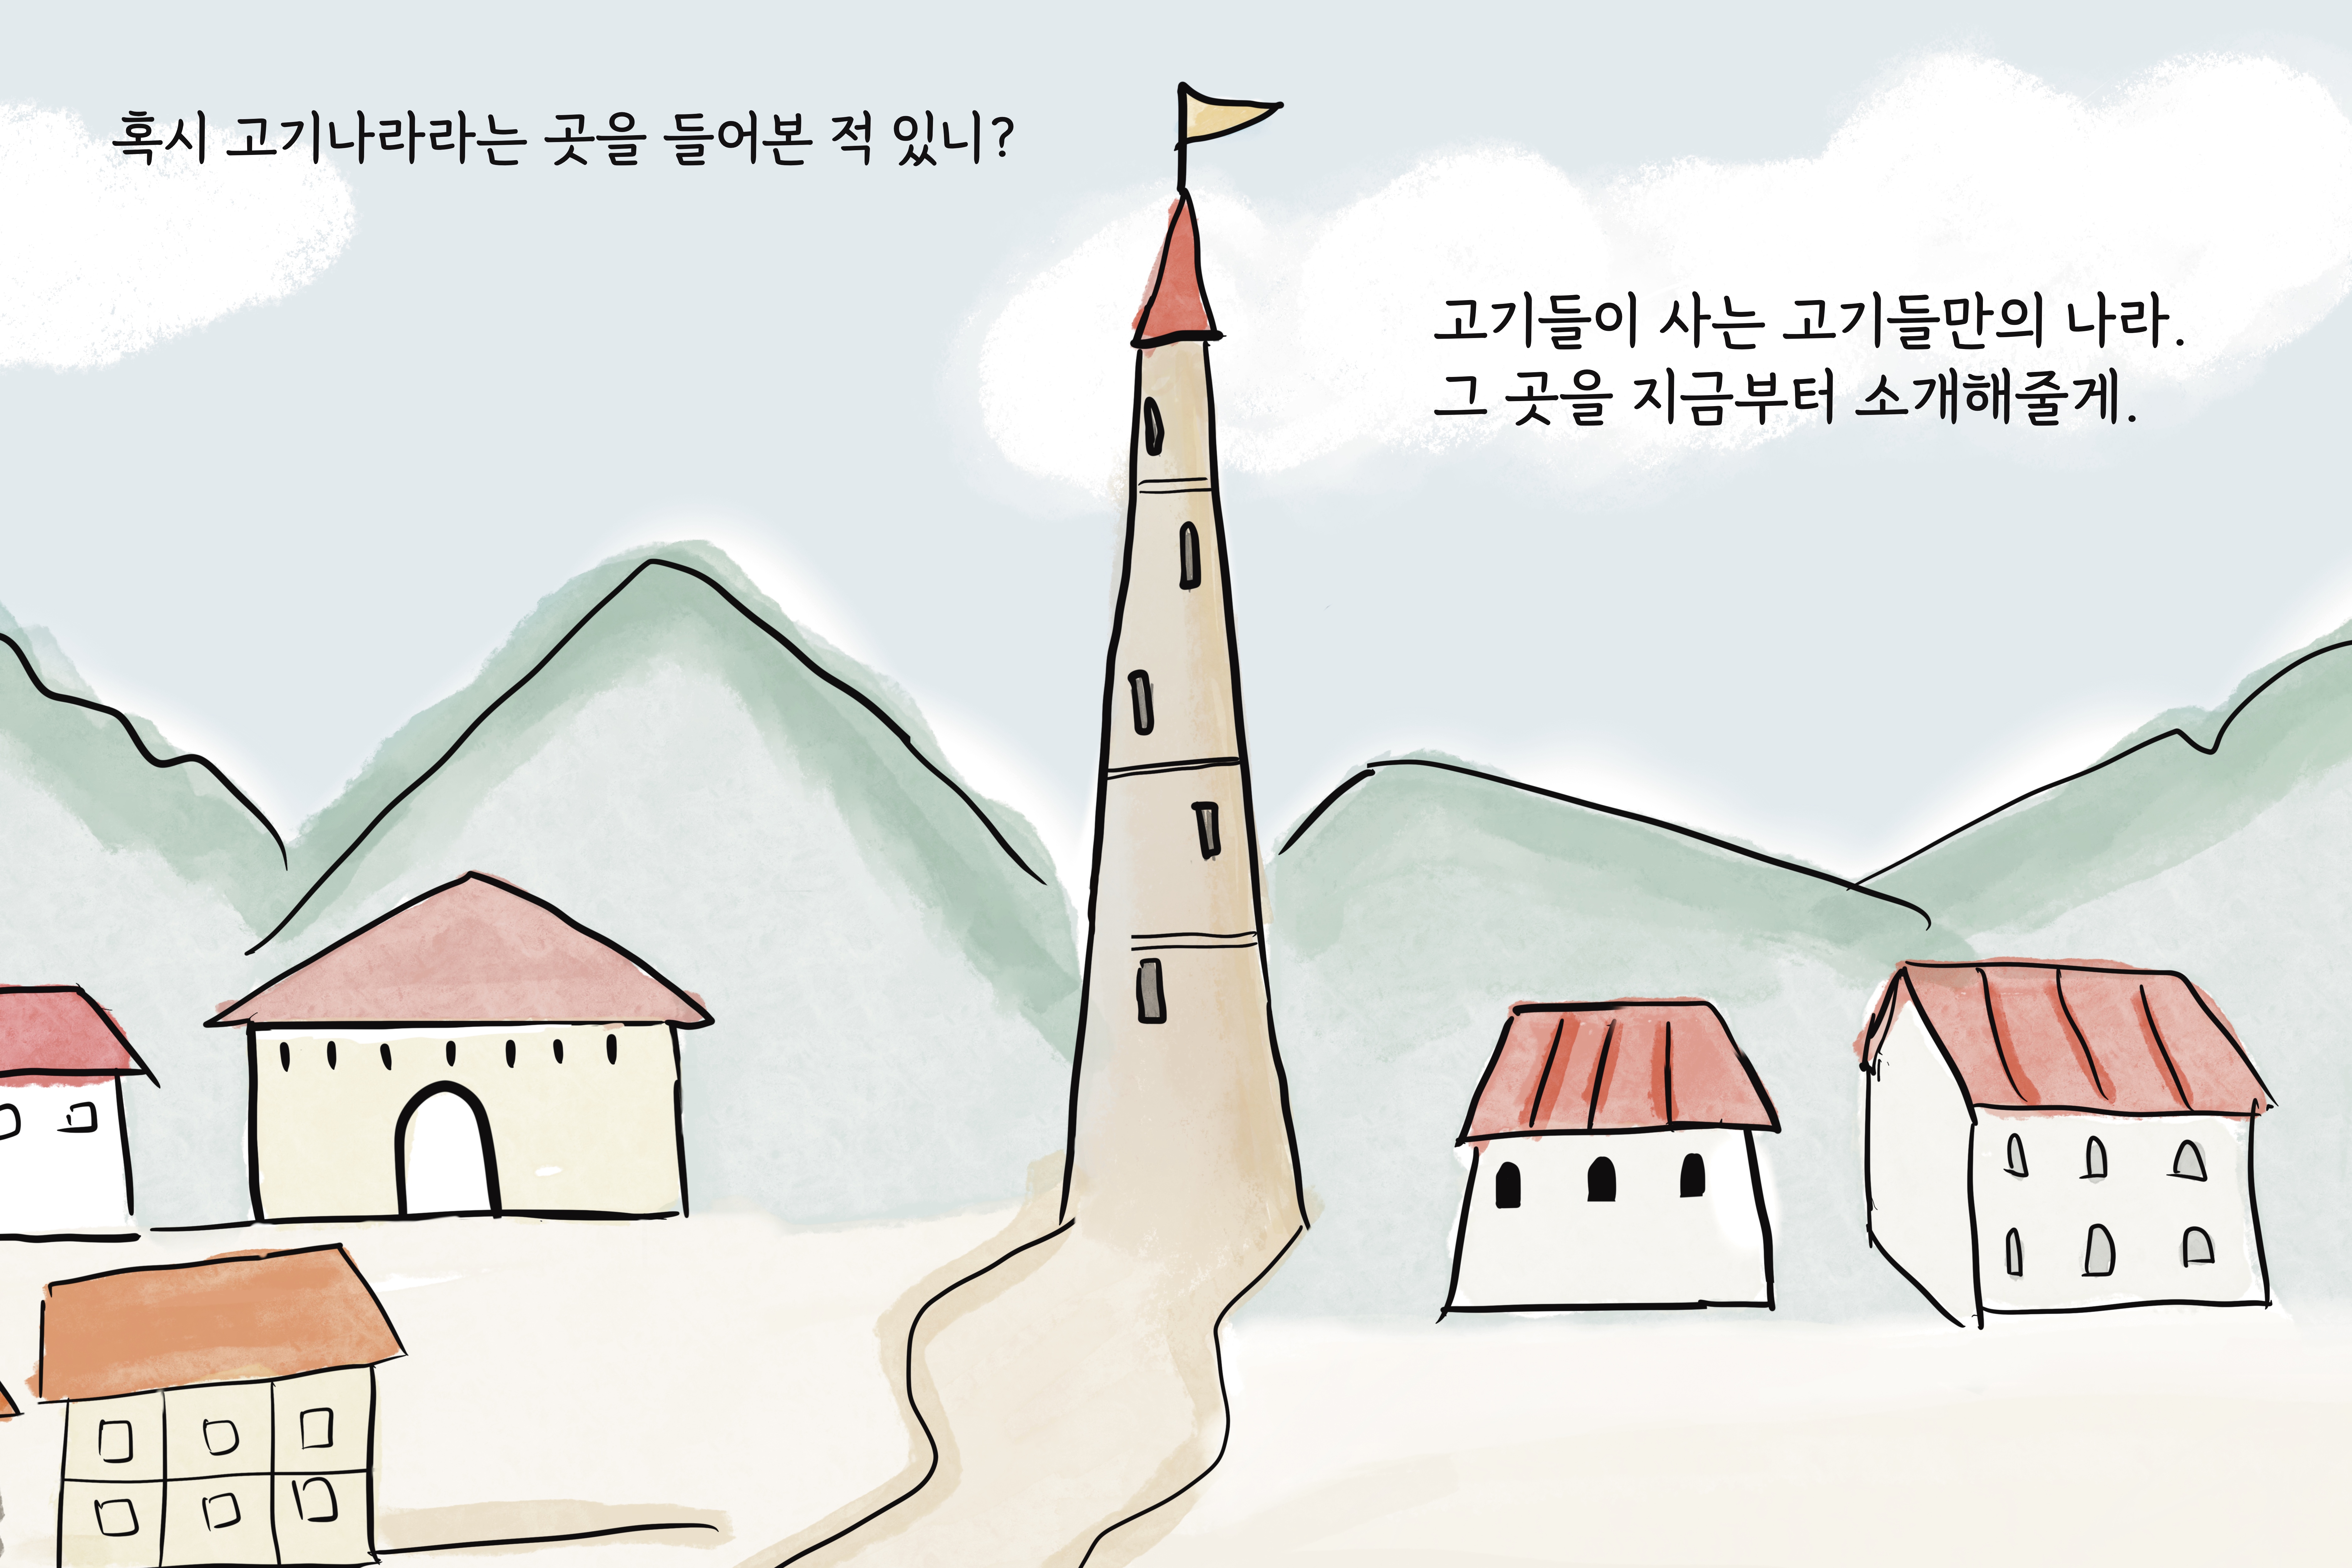 혹시 고기나라라는 곳을 들어본 적 있니?
고기들이 사는 고기들만의 나라.
그 곳을 지금부터 소개해줄게.